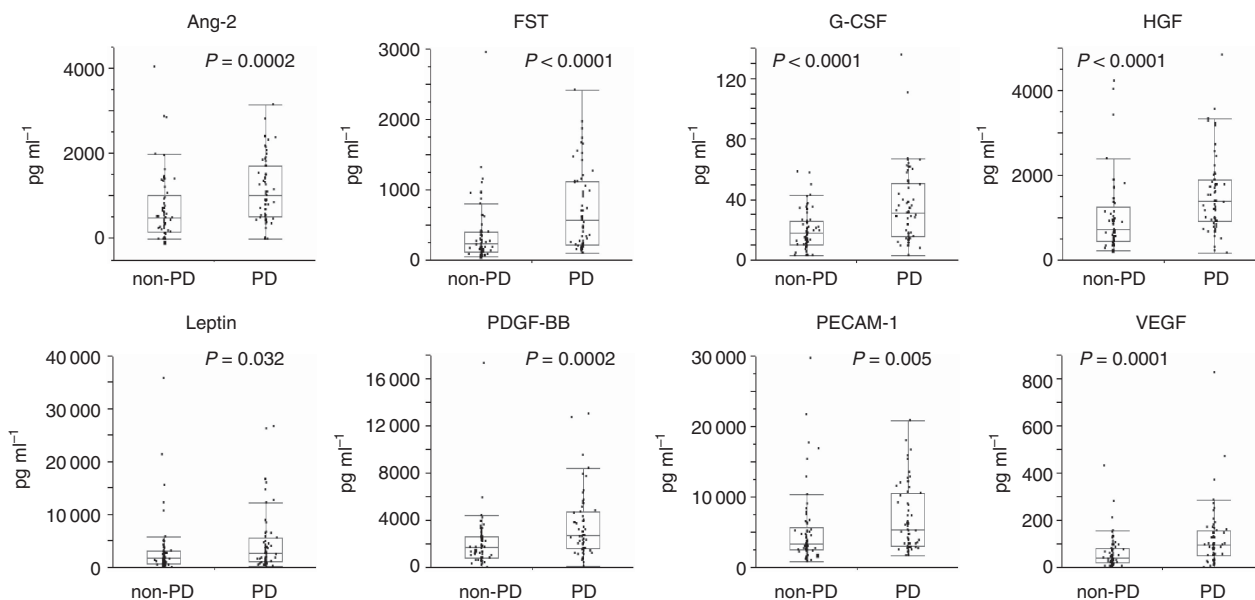 Ang-2
FST
G-CSF
HGF
P = 0.0002
P < 0.0001
P < 0.0001
P < 0.0001
pg ml⁻¹
4000
2000
0
non-PD
PD
pg ml⁻¹
3000
2000
1000
0
non-PD
PD
pg ml⁻¹
120
80
40
0
non-PD
PD
pg ml⁻¹
4000
2000
0
non-PD
PD
Leptin
PDGF-BB
PECAM-1
VEGF
P = 0.032
P = 0.0002
P = 0.005
P = 0.0001
pg ml⁻¹
40 000
30 000
20 000
10 000
0
non-PD
PD
pg ml⁻¹
16 000
12 000
8000
4000
0
non-PD
PD
pg ml⁻¹
30 000
20 000
10 000
0
non-PD
PD
pg ml⁻¹
800
600
400
200
0
non-PD
PD